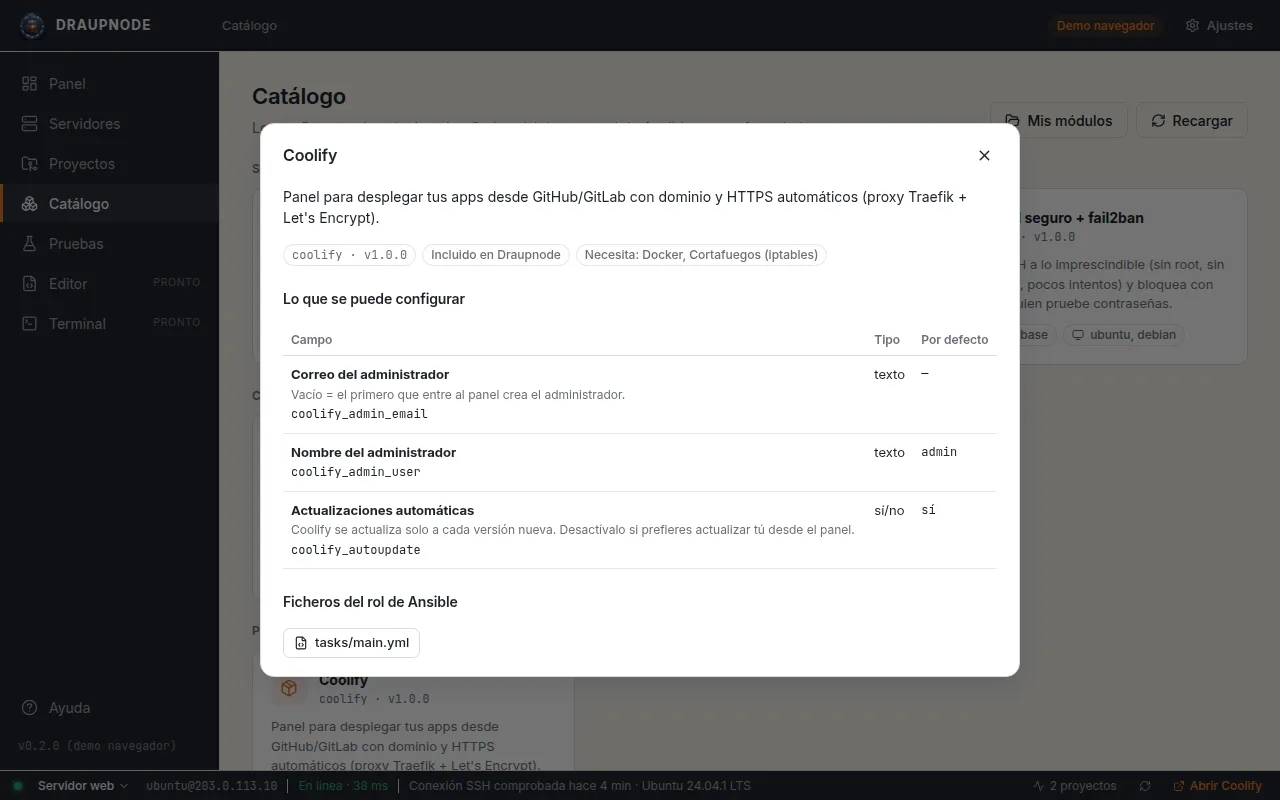 DRAUPNODE
Catálogo
Demo navegador
Ajustes
Panel
Servidores
Proyectos
Catálogo
Pruebas
Editor PRONTO
Terminal PRONTO
Ayuda
v0.2.0 (demo navegador)
Catálogo
Mis módulos
Recargar
seguro + fail2ban
· v1.0.0
H a lo imprescindible (sin root, sin
, pocos intentos) y bloquea con
uien pruebe contraseñas.
base
ubuntu, debian
Coolify
Panel para desplegar tus apps desde GitHub/GitLab con dominio y HTTPS automáticos (proxy Traefik +
Let's Encrypt).
coolify · v1.0.0
Incluido en Draupnode
Necesita: Docker, Cortafuegos (iptables)
Lo que se puede configurar
Campo Tipo Por defecto
Correo del administrador texto —
Vacío = el primero que entre al panel crea el administrador.
coolify_admin_email
Nombre del administrador texto admin
coolify_admin_user
Actualizaciones automáticas sí/no sí
Coolify se actualiza solo a cada versión nueva. Desactívalo si prefieres actualizar tú desde el panel.
coolify_autoupdate
Ficheros del rol de Ansible
tasks/main.yml
Coolify
coolify · v1.0.0
Panel para desplegar tus apps desde
GitHub/GitLab con dominio y HTTPS
automáticos (proxy Traefik + Let's Encrypt).
Servidor web
ubuntu@203.0.113.10
En línea · 38 ms
Conexión SSH comprobada hace 4 min · Ubuntu 24.04.1 LTS
2 proyectos
Abrir Coolify